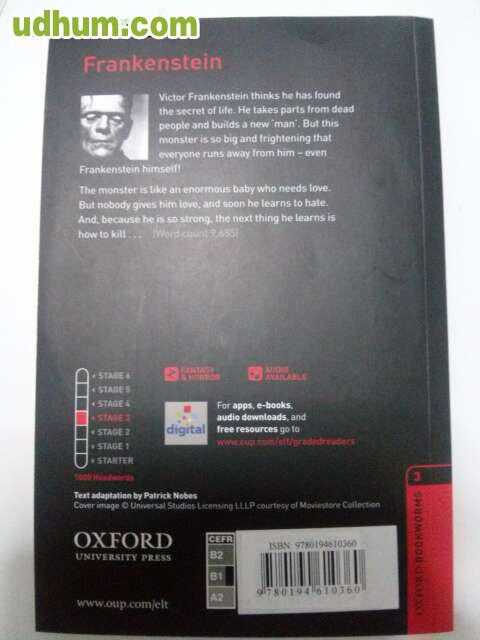 udhum.com
Frankenstein
Victor Frankenstein thinks he has found
the secret of life. He takes parts from dead
people and builds a new 'man'. But this
monster is so big and frightening that
everyone runs away from him – even
Frankenstein himself!
The monster is like an enormous baby who needs love.
But nobody gives him love, and soon he learns to hate.
And, because he is so strong, the next thing he learns is
how to kill . . . (Word count 9,685)
STAGE 6
STAGE 5
STAGE 4
STAGE 3
STAGE 2
STAGE 1
STARTER
1000 Headwords
FANTASY
& HORROR
AUDIO
AVAILABLE
digital
For apps, e-books,
audio downloads, and
free resources go to
www.oup.com/elt/gradedreaders
Text adaptation by Patrick Nobes
Cover image © Universal Studios Licensing LLLP courtesy of Moviestore Collection
OXFORD
UNIVERSITY PRESS
www.oup.com/elt
CEFR
B2
B1
A2
ISBN 9780194610360
9 780194 610360
3
OXFORD BOOKWORMS